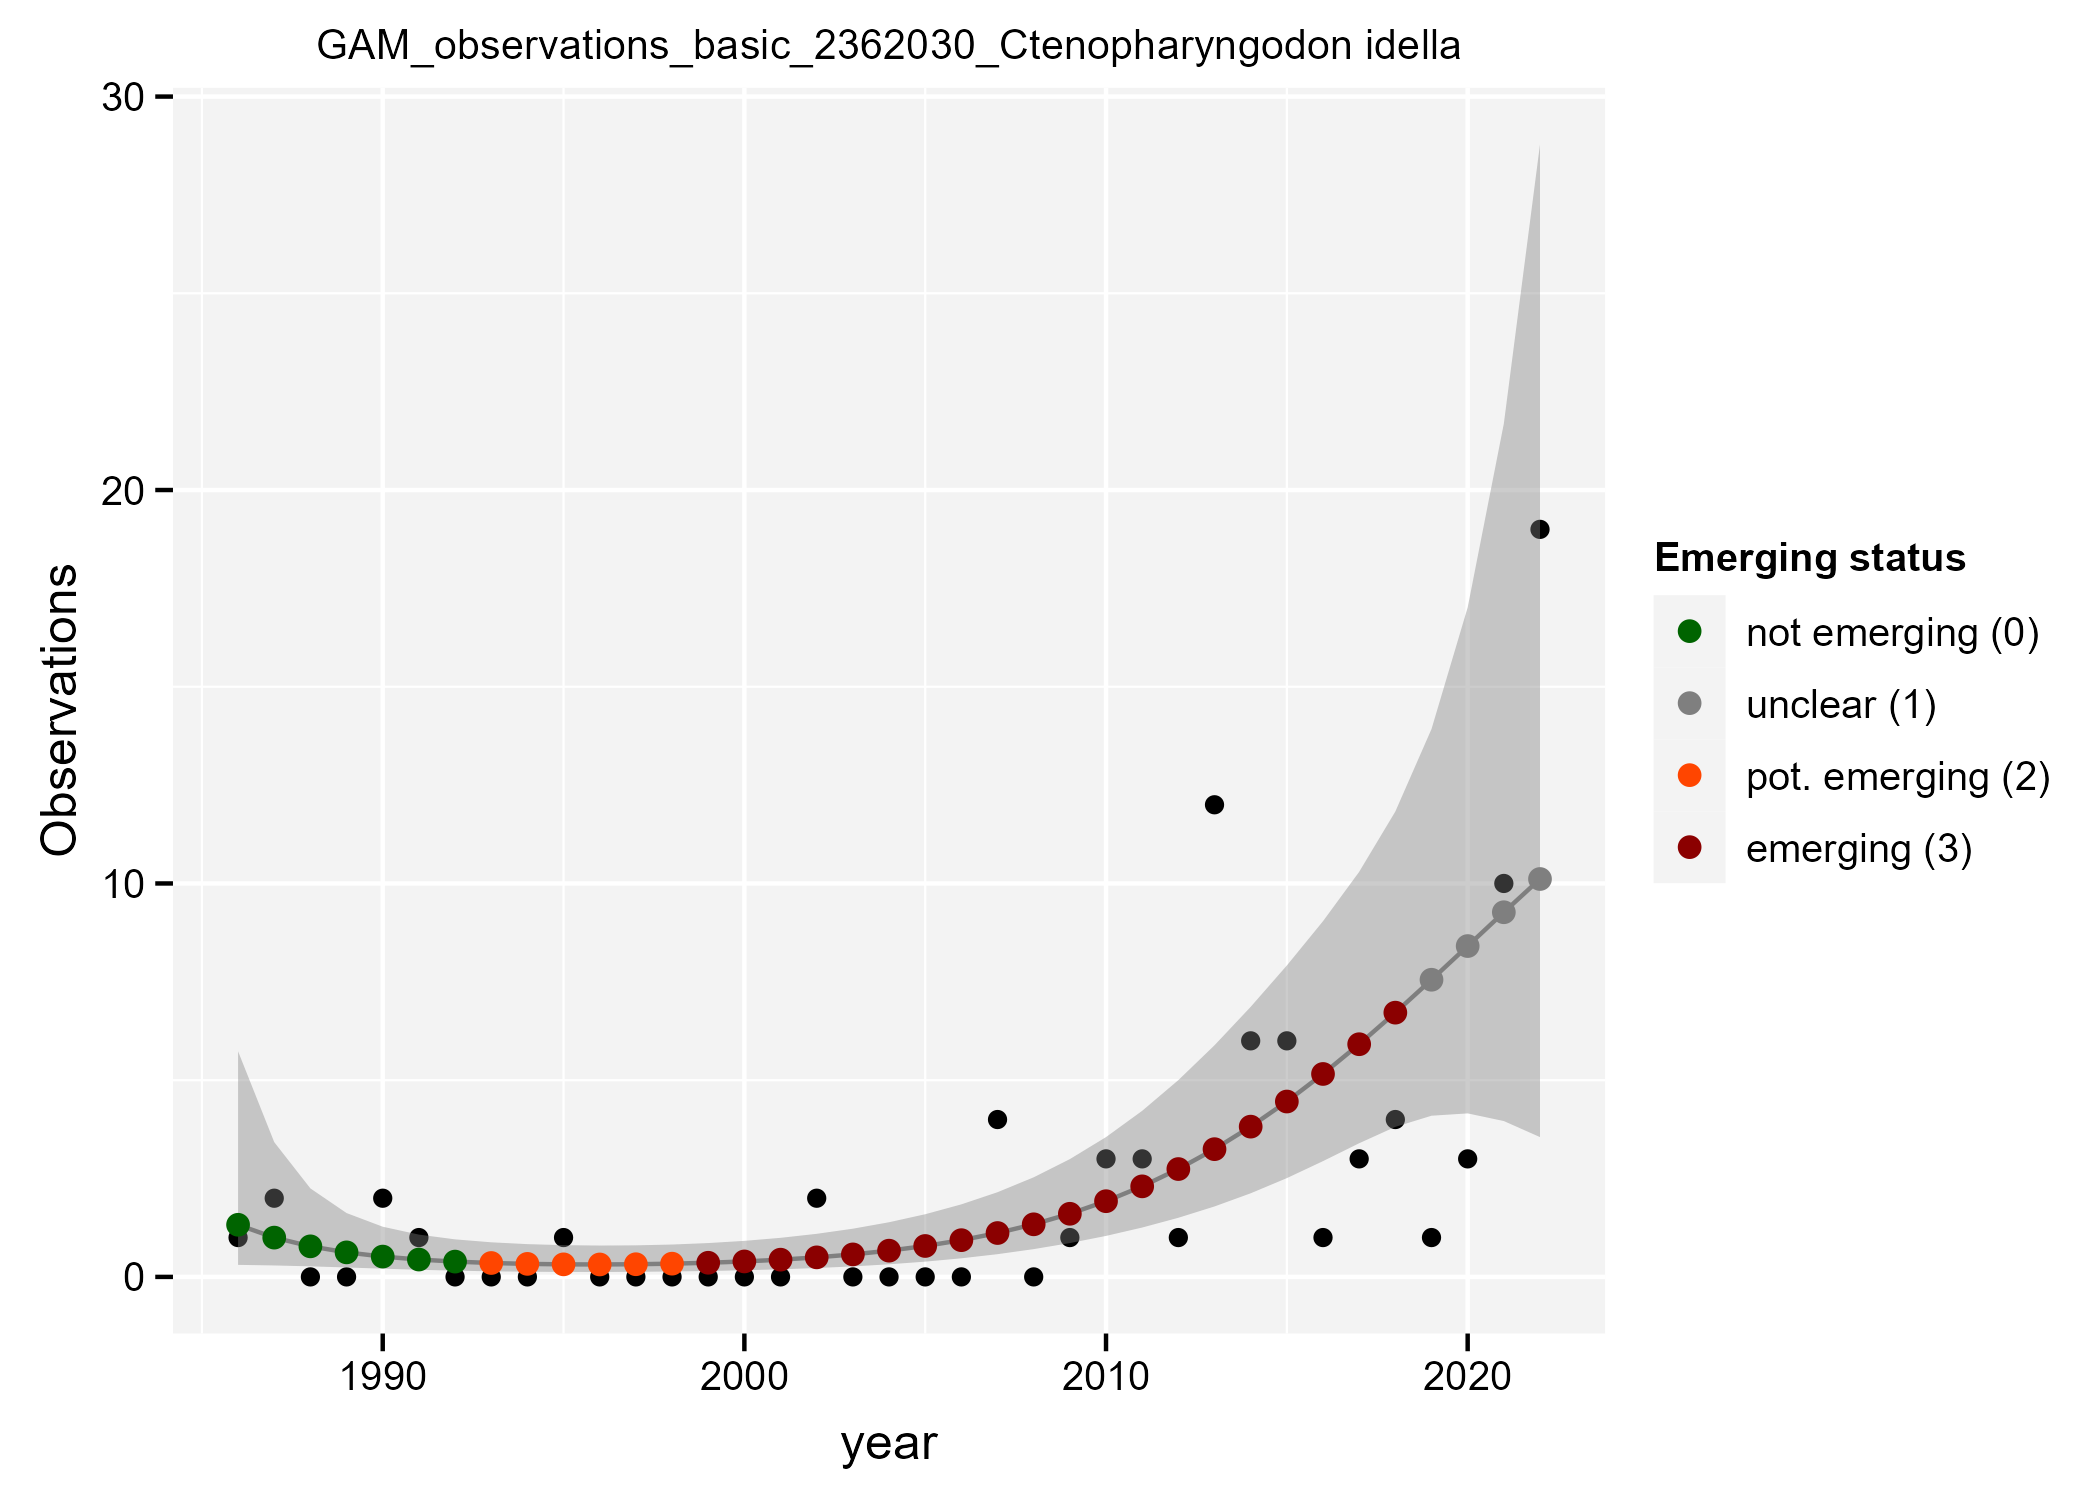 GAM_observations_basic_2362030_Ctenopharyngodon idella
30
20
10
0
Observations
1990 2000 2010 2020
year
Emerging status
not emerging (0)
unclear (1)
pot. emerging (2)
emerging (3)